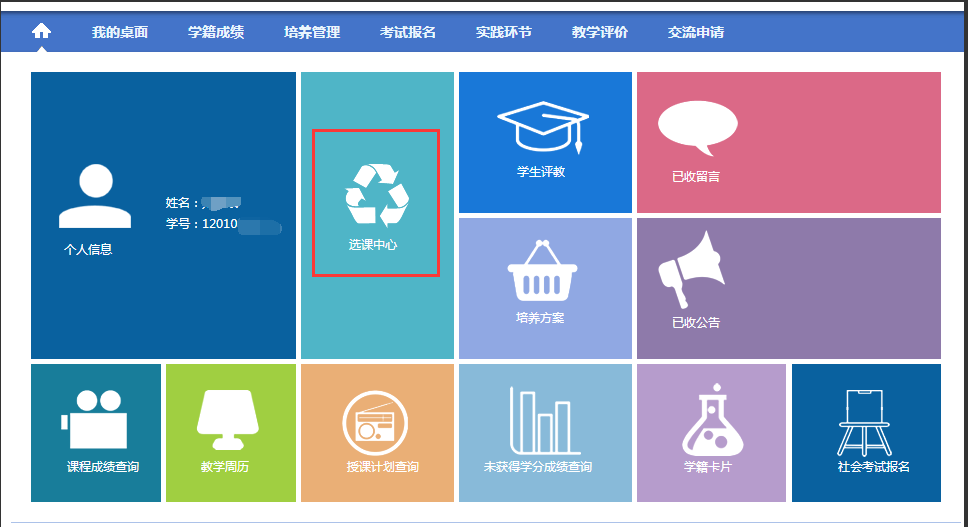 我的桌面 学籍成绩 培养管理 考试报名 实践环节 教学评价 交流申请
姓名：
学号：12010
个人信息
选课中心
学生评教
已收留言
培养方案
已收公告
课程成绩查询
教学周历
授课计划查询
未获得学分成绩查询
学籍卡片
社会考试报名